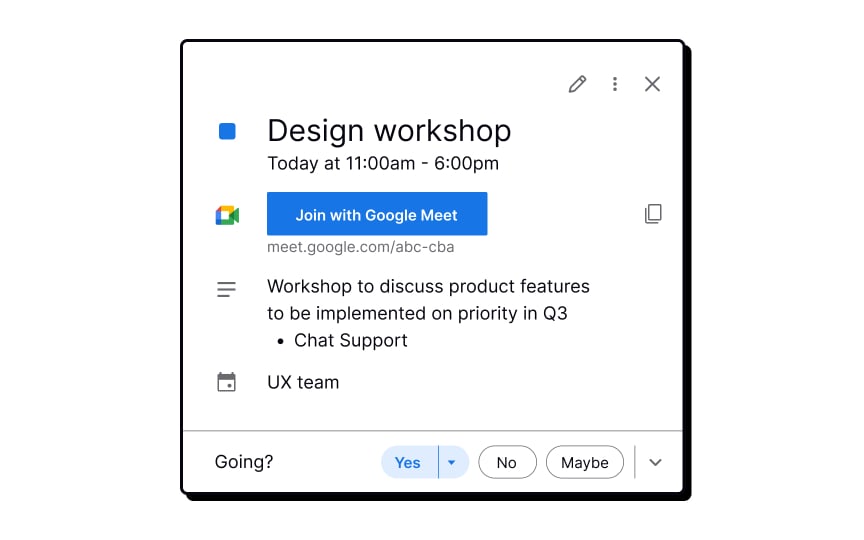 Design workshop
Today at 11:00am - 6:00pm
Join with Google Meet
meet.google.com/abc-cba
Workshop to discuss product features
to be implemented on priority in Q3
• Chat Support
UX team
Going?
Yes
No
Maybe